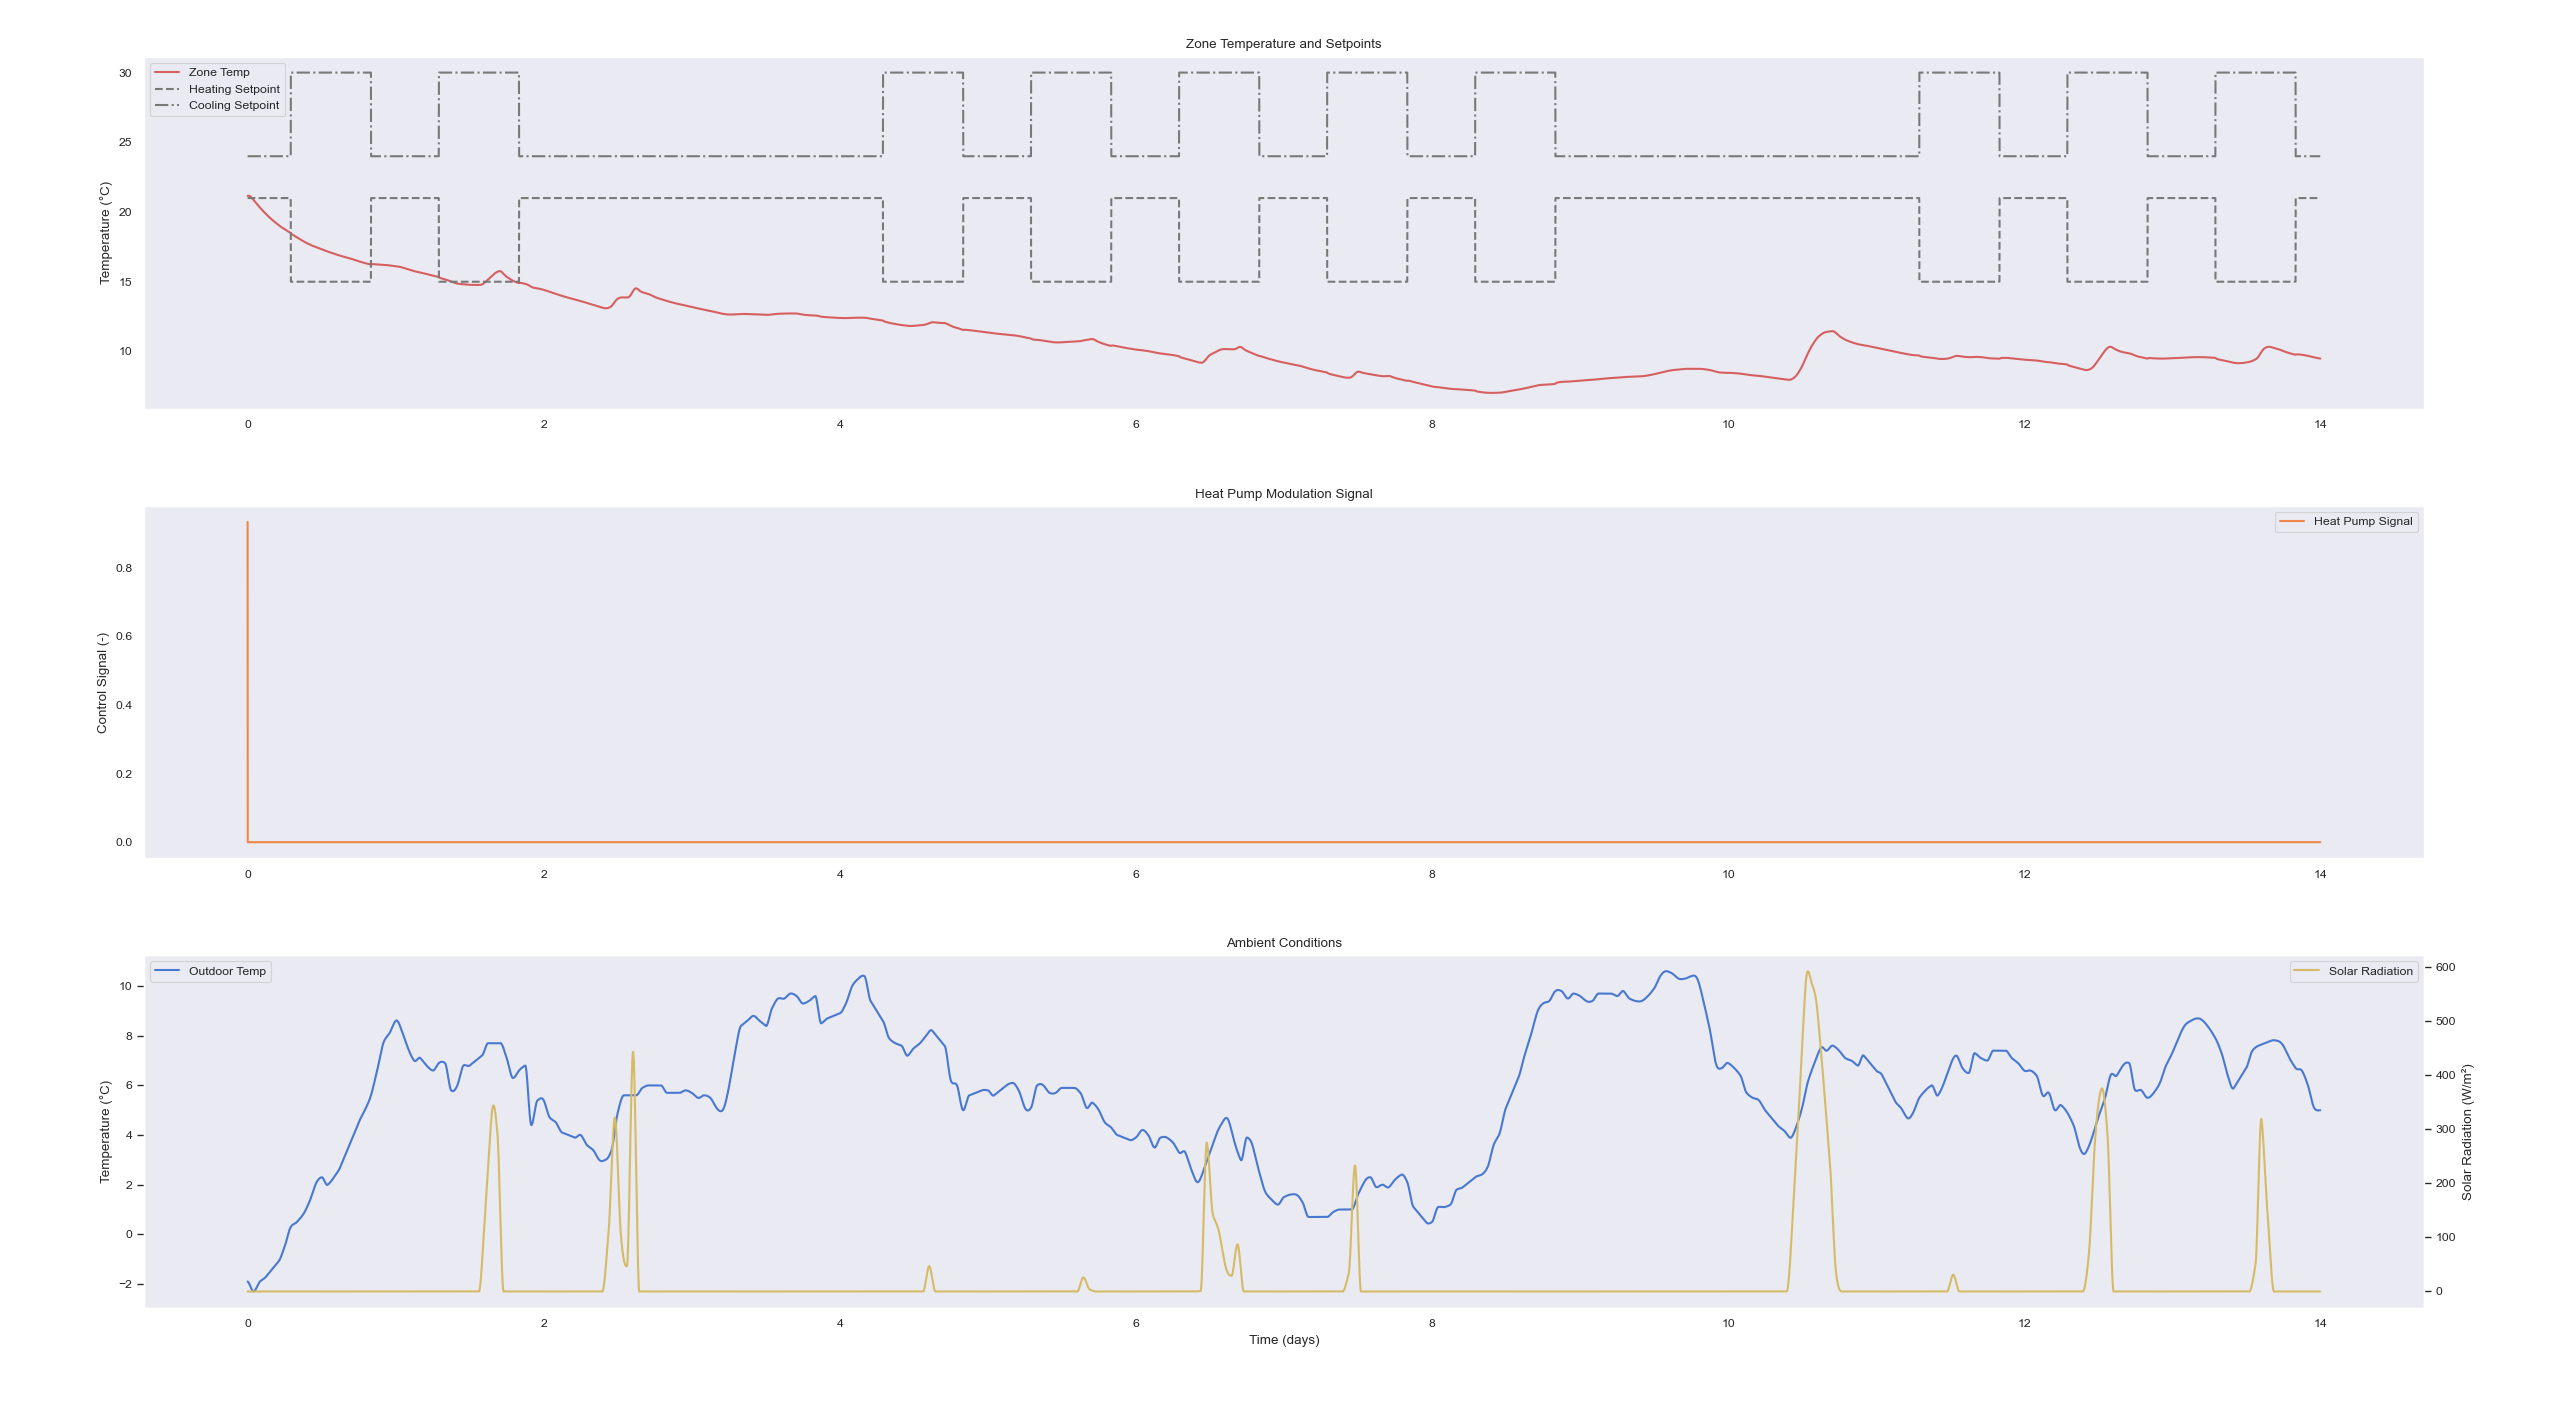 Zone Temperature and Setpoints
Zone Temp
Heating Setpoint
Cooling Setpoint
Temperature (°C)
30
25
20
15
10
0 2 4 6 8 10 12 14
Heat Pump Modulation Signal
Heat Pump Signal
Control Signal (-)
0.8
0.6
0.4
0.2
0.0
0 2 4 6 8 10 12 14
Ambient Conditions
Outdoor Temp
Solar Radiation
Temperature (°C)
10
8
6
4
2
0
−2
600
500
400
300
200
100
0
Solar Radiation (W/m²)
0 2 4 6 8 10 12 14
Time (days)